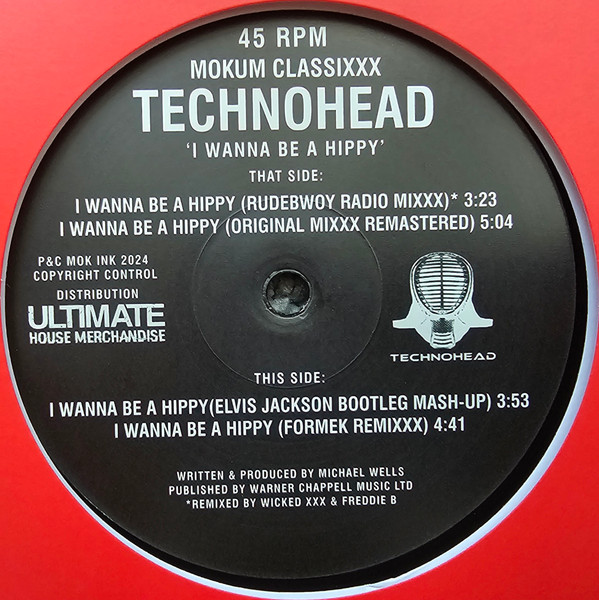 45 RPM
MOKUM CLASSIXXX
TECHNOHEAD
'I WANNA BE A HIPPY'
THAT SIDE:
I WANNA BE A HIPPY (RUDEBWOY RADIO MIXXX)* 3:23
I WANNA BE A HIPPY (ORIGINAL MIXXX REMASTERED) 5:04
P&C MOK INK 2024
COPYRIGHT CONTROL
DISTRIBUTION
ULTIMATE
HOUSE MERCHANDISE
TECHNOHEAD
THIS SIDE:
I WANNA BE A HIPPY(ELVIS JACKSON BOOTLEG MASH-UP) 3:53
I WANNA BE A HIPPY (FORMEK REMIXXX) 4:41
WRITTEN & PRODUCED BY MICHAEL WELLS
PUBLISHED BY WARNER CHAPPELL MUSIC LTD
*REMIXED BY WICKED XXX & FREDDIE B